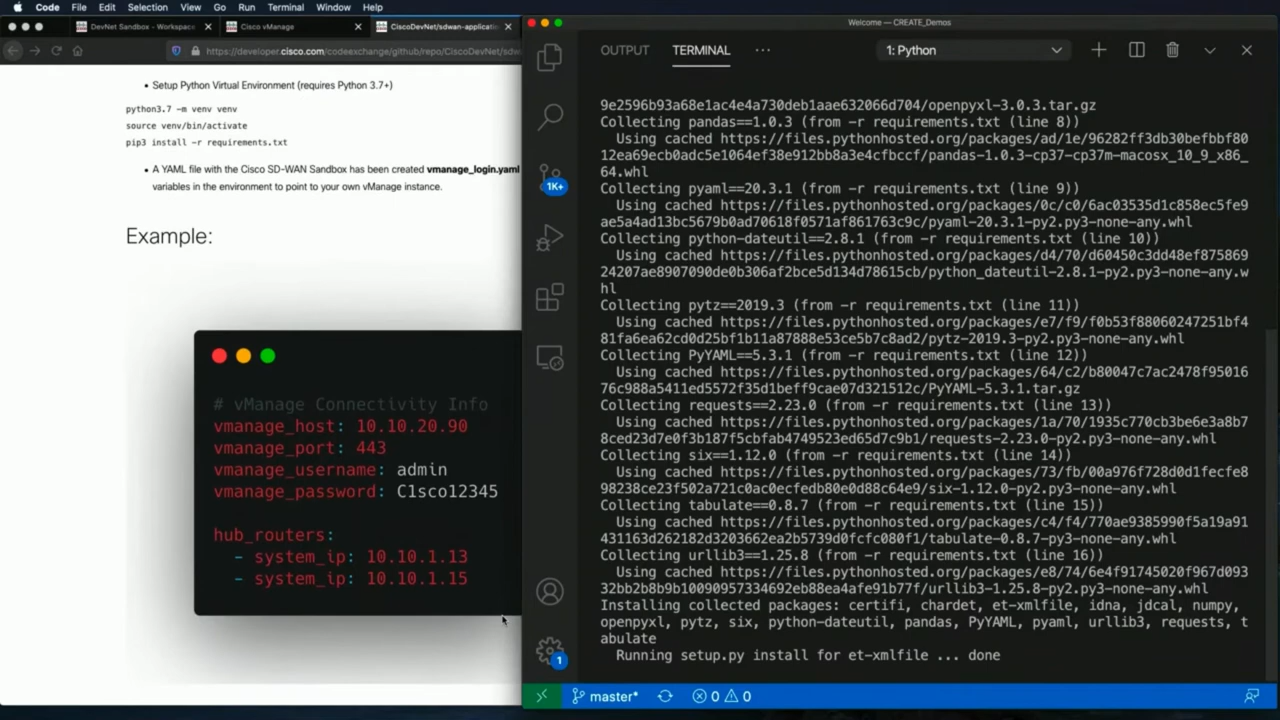 Code File Edit Selection View Go Run Terminal Window Help
DevNet Sandbox - Workspace
Cisco vManage
CiscoDevNet/sdwan-applicatio
https://developer.cisco.com/codeexchange/github/repo/CiscoDevNet/sdw
• Setup Python Virtual Environment (requires Python 3.7+)
python3.7 -m venv venv
source venv/bin/activate
pip3 install -r requirements.txt
• A YAML file with the Cisco SD-WAN Sandbox has been created vmanage_login.yaml
variables in the environment to point to your own vManage instance.
Example:
# vManage Connectivity Info
vmanage_host: 10.10.20.90
vmanage_port: 443
vmanage_username: admin
vmanage_password: C1sco12345
hub_routers:
- system_ip: 10.10.1.13
- system_ip: 10.10.1.15
Welcome — CREATE_Demos
OUTPUT TERMINAL ··· 1: Python
1K+
1
9e2596b93a68e1ac4e4a730deb1aae632066d704/openpyxl-3.0.3.tar.gz
Collecting pandas==1.0.3 (from -r requirements.txt (line 8))
Using cached https://files.pythonhosted.org/packages/ad/1e/96282ff3db30befbbf80
12ea69ecb0adc5e1064ef38e912bb8a3e4cfbccf/pandas-1.0.3-cp37-cp37m-macosx_10_9_x86_
64.whl
Collecting pyaml==20.3.1 (from -r requirements.txt (line 9))
Using cached https://files.pythonhosted.org/packages/0c/c0/6ac03535d1c858ec5fe9
ae5a4ad13bc5679b0ad70618f0571af861763c9c/pyaml-20.3.1-py2.py3-none-any.whl
Collecting python-dateutil==2.8.1 (from -r requirements.txt (line 10))
Using cached https://files.pythonhosted.org/packages/d4/70/d60450c3dd48ef875869
24207ae8907090de0b306af2bce5d134d78615cb/python_dateutil-2.8.1-py2.py3-none-any.w
hl
Collecting pytz==2019.3 (from -r requirements.txt (line 11))
Using cached https://files.pythonhosted.org/packages/e7/f9/f0b53f88060247251bf4
81fa6ea62cd0d25bf1b11a87888e53ce5b7c8ad2/pytz-2019.3-py2.py3-none-any.whl
Collecting PyYAML==5.3.1 (from -r requirements.txt (line 12))
Using cached https://files.pythonhosted.org/packages/64/c2/b80047c7ac2478f95016
76c988a5411ed5572f35d1beff9cae07d321512c/PyYAML-5.3.1.tar.gz
Collecting requests==2.23.0 (from -r requirements.txt (line 13))
Using cached https://files.pythonhosted.org/packages/1a/70/1935c770cb3be6e3a8b7
8ced23d7e0f3b187f5cbfab4749523ed65d7c9b1/requests-2.23.0-py2.py3-none-any.whl
Collecting six==1.12.0 (from -r requirements.txt (line 14))
Using cached https://files.pythonhosted.org/packages/73/fb/00a976f728d0d1fecfe8
98238ce23f502a721c0ac0ecfedb80e0d88c64e9/six-1.12.0-py2.py3-none-any.whl
Collecting tabulate==0.8.7 (from -r requirements.txt (line 15))
Using cached https://files.pythonhosted.org/packages/c4/f4/770ae9385990f5a19a91
431163d262182d3203662ea2b5739d0fcfc080f1/tabulate-0.8.7-py3-none-any.whl
Collecting urllib3==1.25.8 (from -r requirements.txt (line 16))
Using cached https://files.pythonhosted.org/packages/e8/74/6e4f91745020f967d093
32bb2b8b9b10090957334692eb88ea4afe91b77f/urllib3-1.25.8-py2.py3-none-any.whl
Installing collected packages: certifi, chardet, et-xmlfile, idna, jdcal, numpy,
openpyxl, pytz, six, python-dateutil, pandas, PyYAML, pyaml, urllib3, requests, t
abulate
Running setup.py install for et-xmlfile ... done
master* 0 0